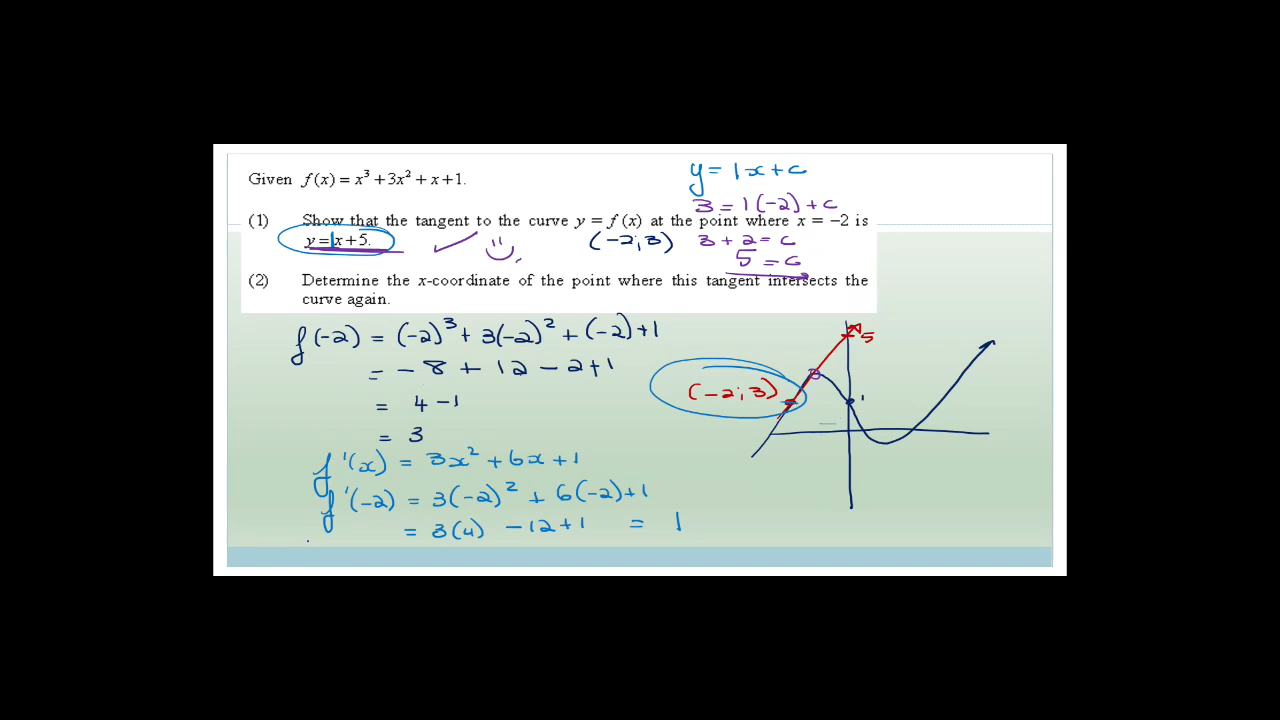 Given f(x) = x³ + 3x² + x + 1.
y = 1x + c
3 = 1(-2) + c
(1) Show that the tangent to the curve y = f(x) at the point where x = −2 is
y = 1x + 5.
(-2;3)
3 + 2 = c
5 = c
(2) Determine the x-coordinate of the point where this tangent intersects the
curve again.
f(-2) = (-2)³ + 3(-2)² + (-2) + 1
= -8 + 12 - 2 + 1
= 4 - 1
= 3
f'(x) = 3x² + 6x + 1
f'(-2) = 3(-2)² + 6(-2) + 1
= 3(4) - 12 + 1 = 1
5
(-2;3)
1